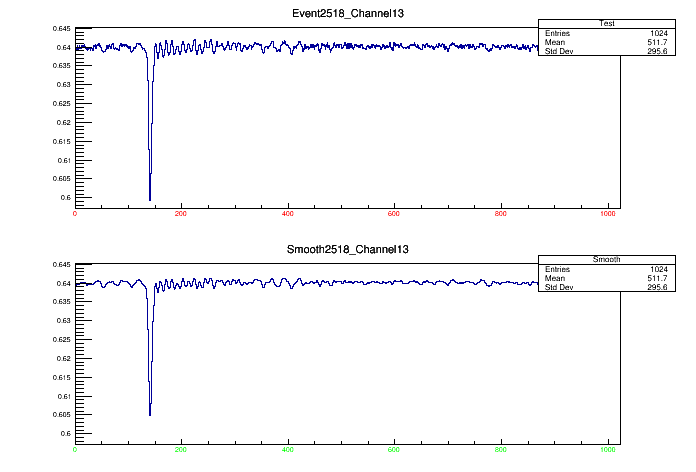 Event2518_Channel13
Test
Entries 1024
Mean 511.7
Std Dev 295.6
0.645
0.64
0.635
0.63
0.625
0.62
0.615
0.61
0.605
0.6
0 200 400 600 800 1000
Smooth2518_Channel13
Smooth
Entries 1024
Mean 511.7
Std Dev 295.6
0.645
0.64
0.635
0.63
0.625
0.62
0.615
0.61
0.605
0.6
0 200 400 600 800 1000